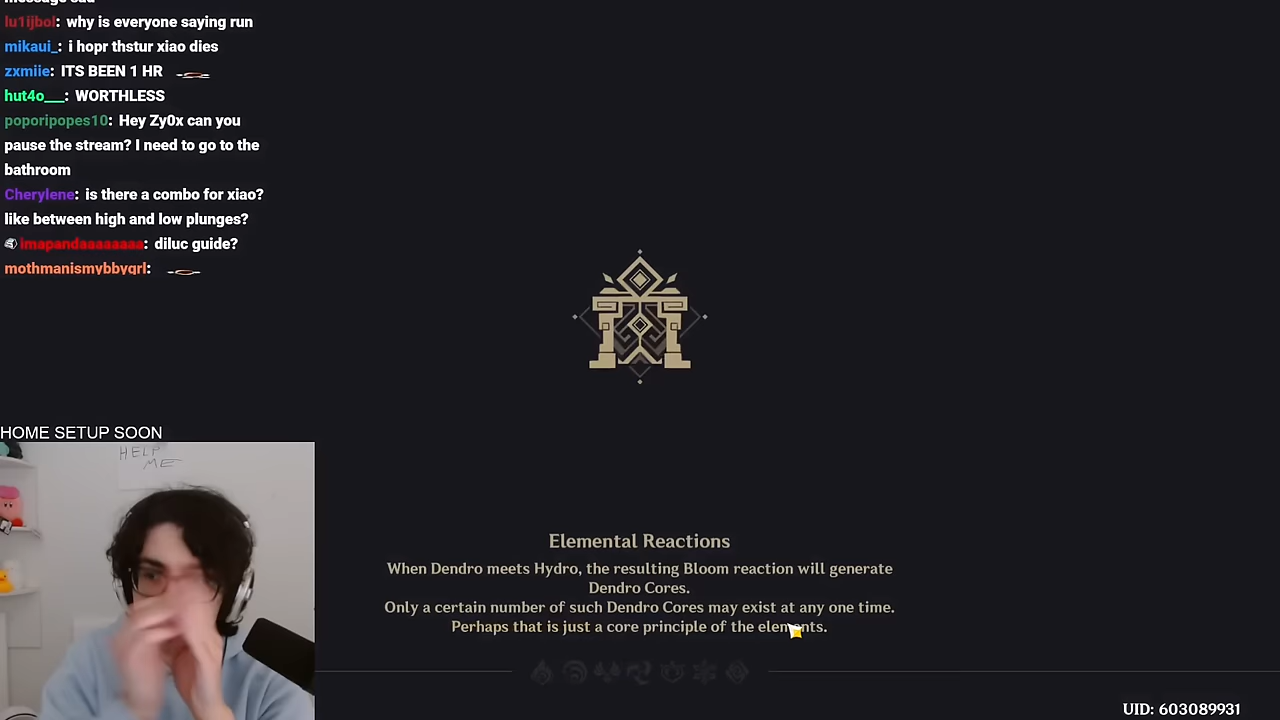 message sad
lu1ijbol: why is everyone saying run
mikaui_: i hopr thstur xiao dies
zxmiie: ITS BEEN 1 HR
hut4o___: WORTHLESS
poporipopes10: Hey Zy0x can you
pause the stream? I need to go to the
bathroom
Cherylene: is there a combo for xiao?
like between high and low plunges?
imapandaaaaaaaa: diluc guide?
mothmanismybbygrl:
HOME SETUP SOON
HELP
ME
Elemental Reactions
When Dendro meets Hydro, the resulting Bloom reaction will generate
Dendro Cores.
Only a certain number of such Dendro Cores may exist at any one time.
Perhaps that is just a core principle of the elements.
UID: 603089931